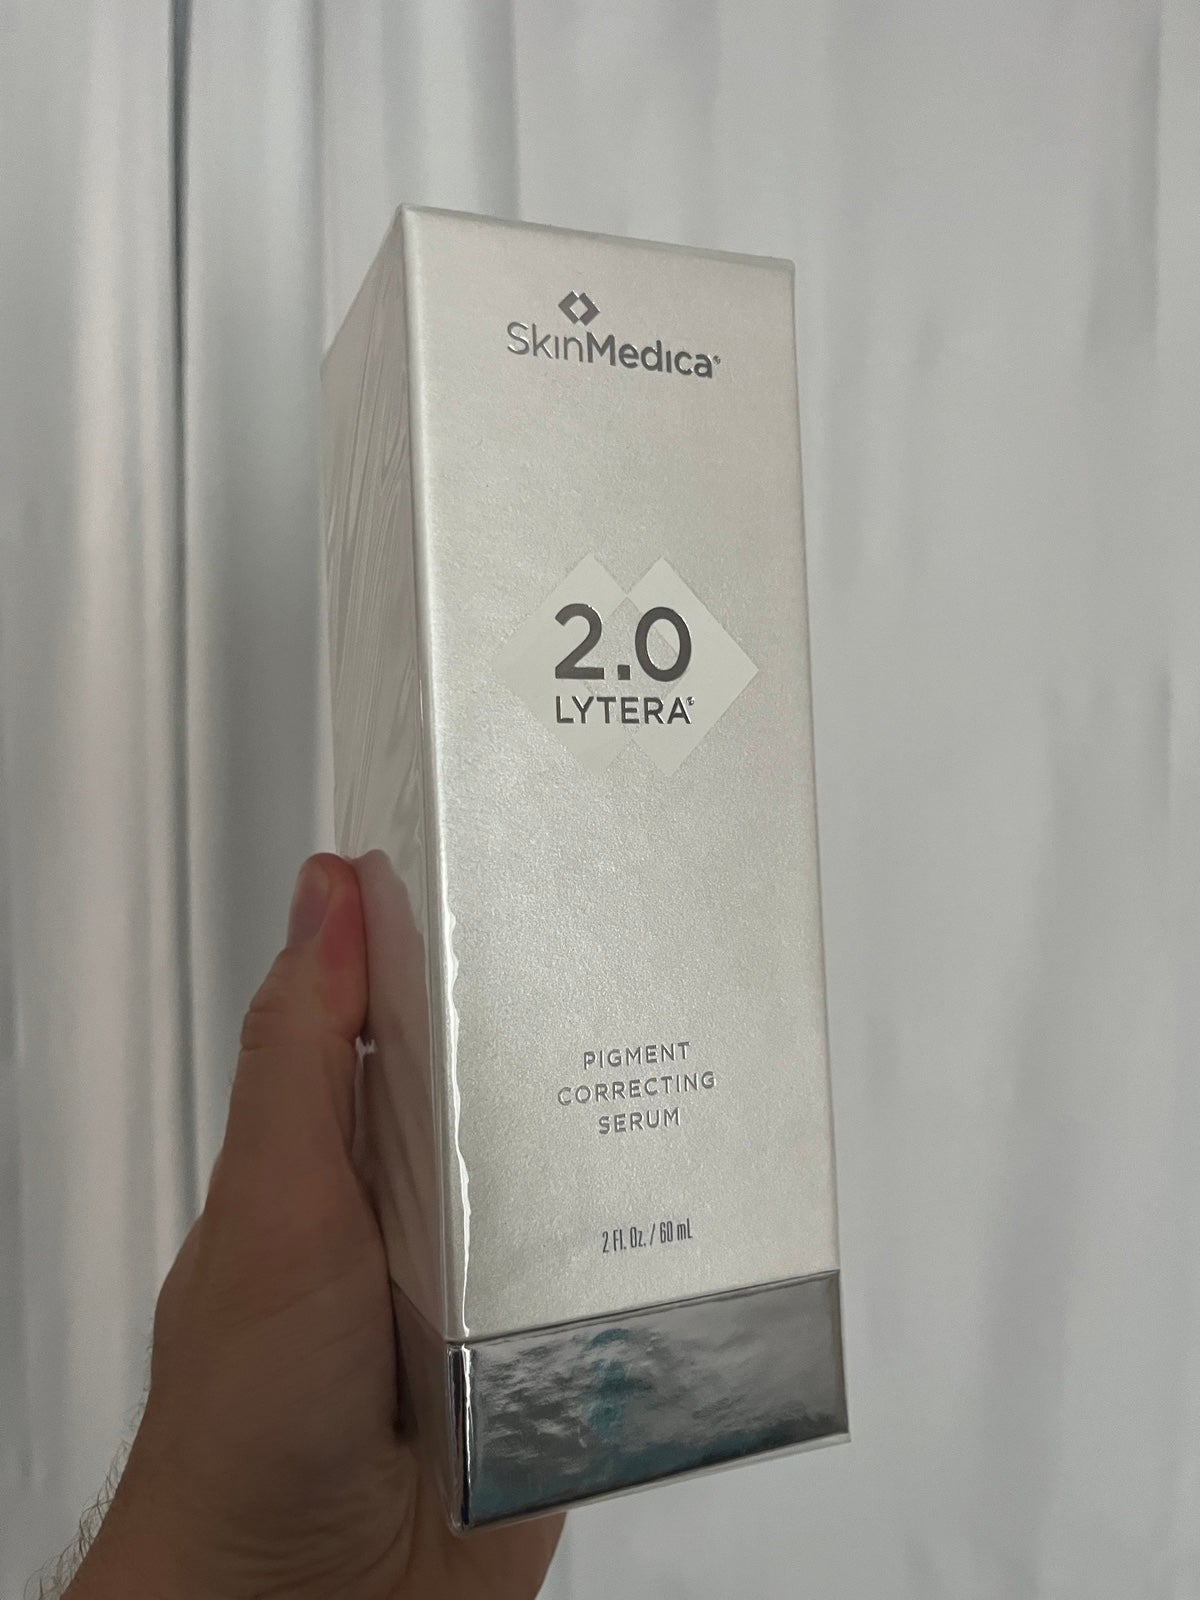 SkinMedica®
2.0
LYTERA®
PIGMENT
CORRECTING
SERUM
2 Fl. Oz. / 60 mL